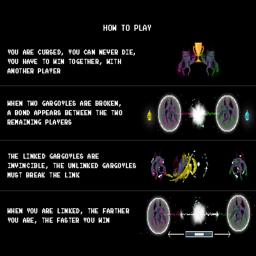 HOW TO PLAY
YOU ARE CURSED, YOU CAN NEVER DIE,
YOU HAVE TO WIN TOGETHER, WITH
ANOTHER PLAYER
WHEN TWO GARGOYLES ARE BROKEN,
A BOND APPEARS BETWEEN THE TWO
REMAINING PLAYERS
THE LINKED GARGOYLES ARE
INVINCIBLE, THE UNLINKED GARGOYLES
MUST BREAK THE LINK
WHEN YOU ARE LINKED, THE FARTHER
YOU ARE, THE FASTER YOU WIN